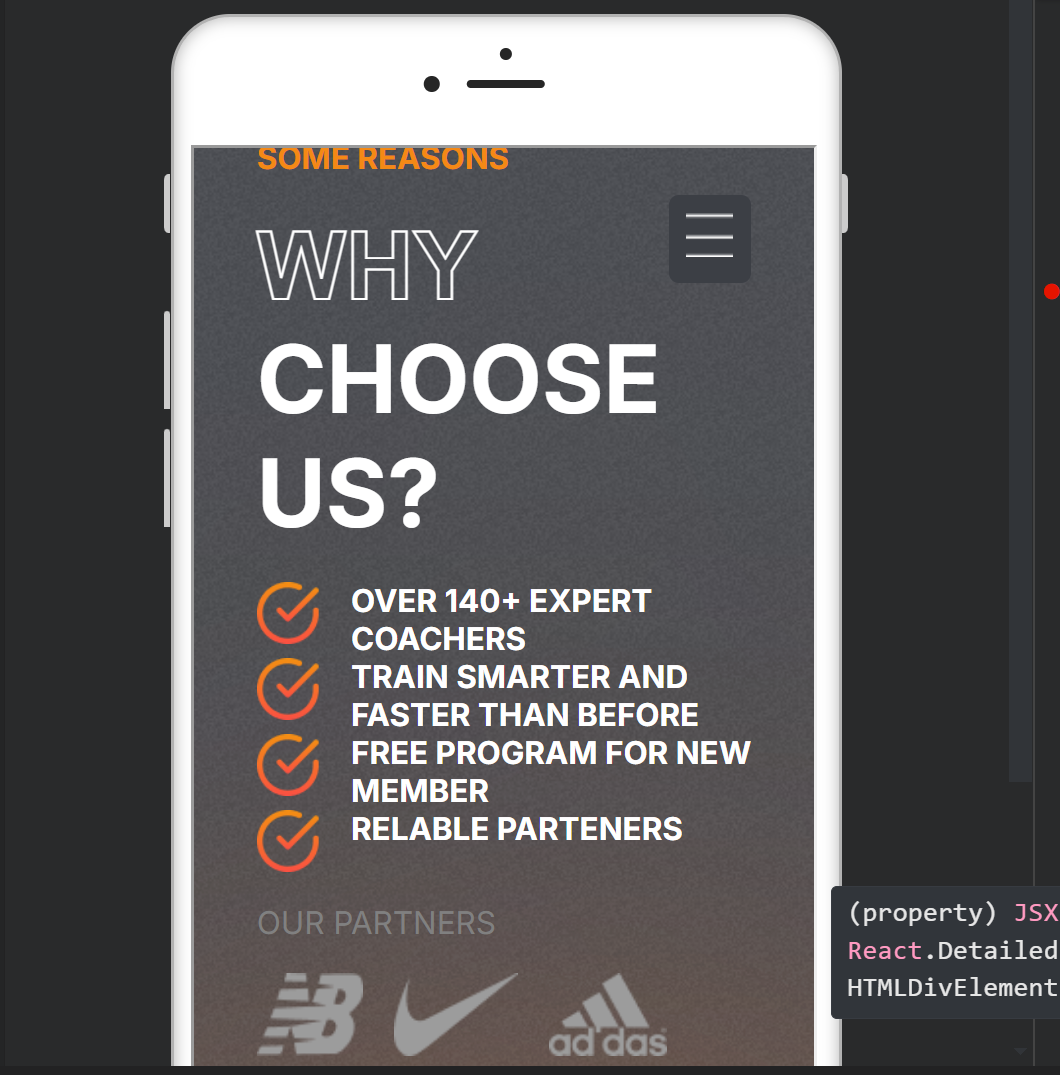 SOME REASONS
WHY
CHOOSE
US?
OVER 140+ EXPERT
COACHERS
TRAIN SMARTER AND
FASTER THAN BEFORE
FREE PROGRAM FOR NEW
MEMBER
RELABLE PARTENERS
OUR PARTNERS
adidas
(property) JSX
React.Detailed
HTMLDivElement